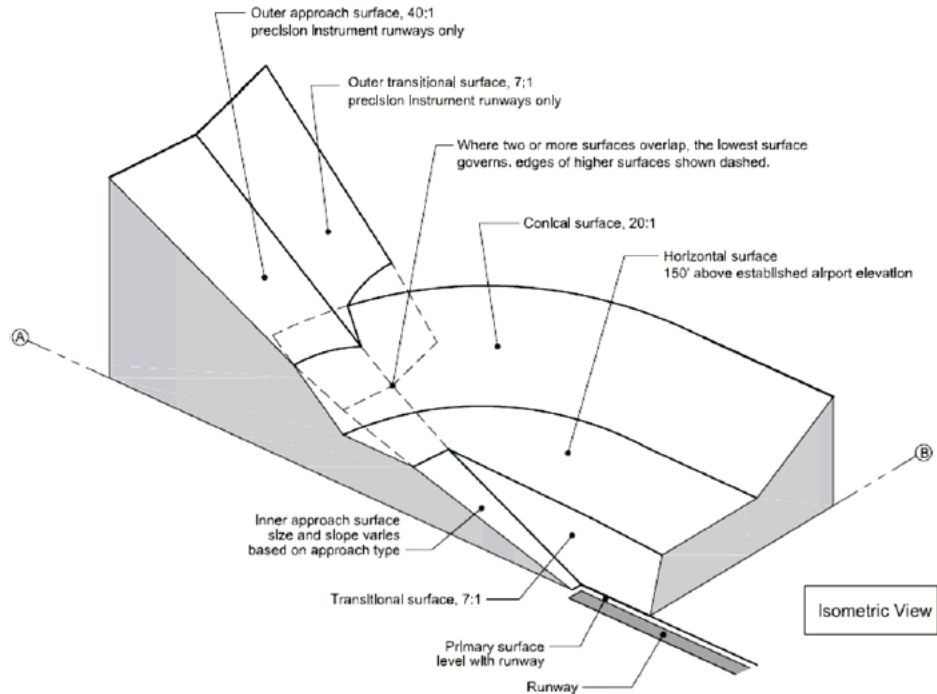 Outer approach surface, 40:1
precision instrument runways only
Outer transitional surface, 7:1
precision instrument runways only
Where two or more surfaces overlap, the lowest surface
governs. edges of higher surfaces shown dashed.
Conical surface, 20:1
Horizontal surface
150' above established airport elevation
A
B
Inner approach surface
size and slope varies
based on approach type
Transitional surface, 7:1
Primary surface
level with runway
Runway
Isometric View